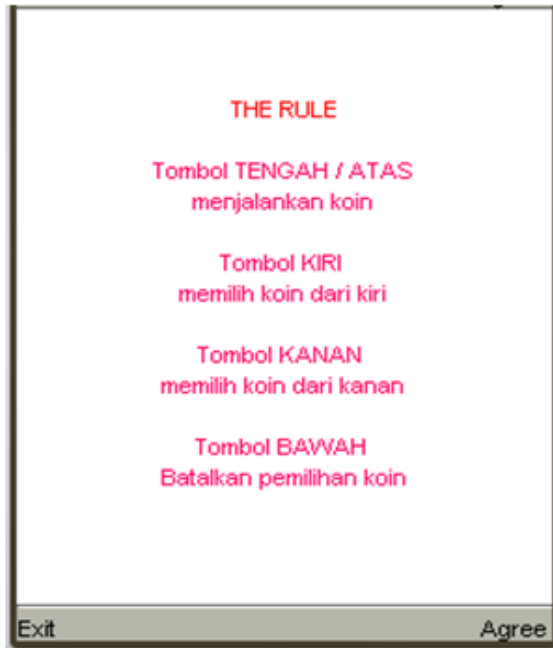 THE RULE
Tombol TENGAH / ATAS
menjalankan koin
Tombol KIRI
memilih koin dari kiri
Tombol KANAN
memilih koin dari kanan
Tombol BAWAH
Batalkan pemilihan koin
Exit Agree